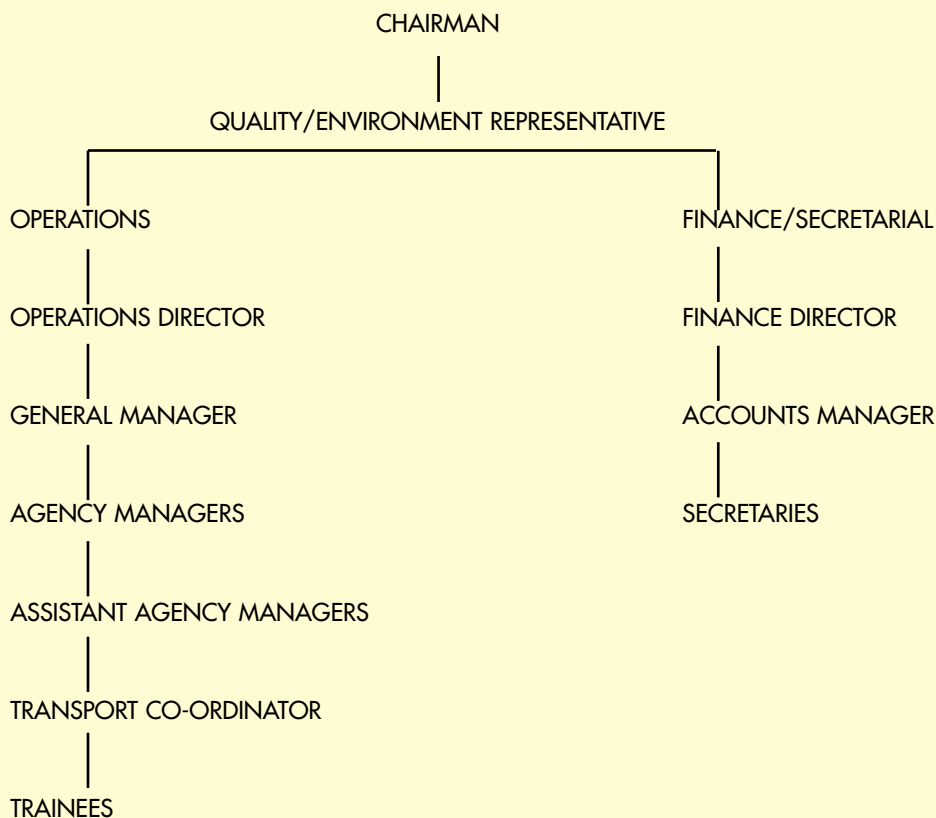 CHAIRMAN
QUALITY/ENVIRONMENT REPRESENTATIVE
OPERATIONS
FINANCE/SECRETARIAL
OPERATIONS DIRECTOR
FINANCE DIRECTOR
GENERAL MANAGER
ACCOUNTS MANAGER
AGENCY MANAGERS
SECRETARIES
ASSISTANT AGENCY MANAGERS
TRANSPORT CO-ORDINATOR
TRAINEES